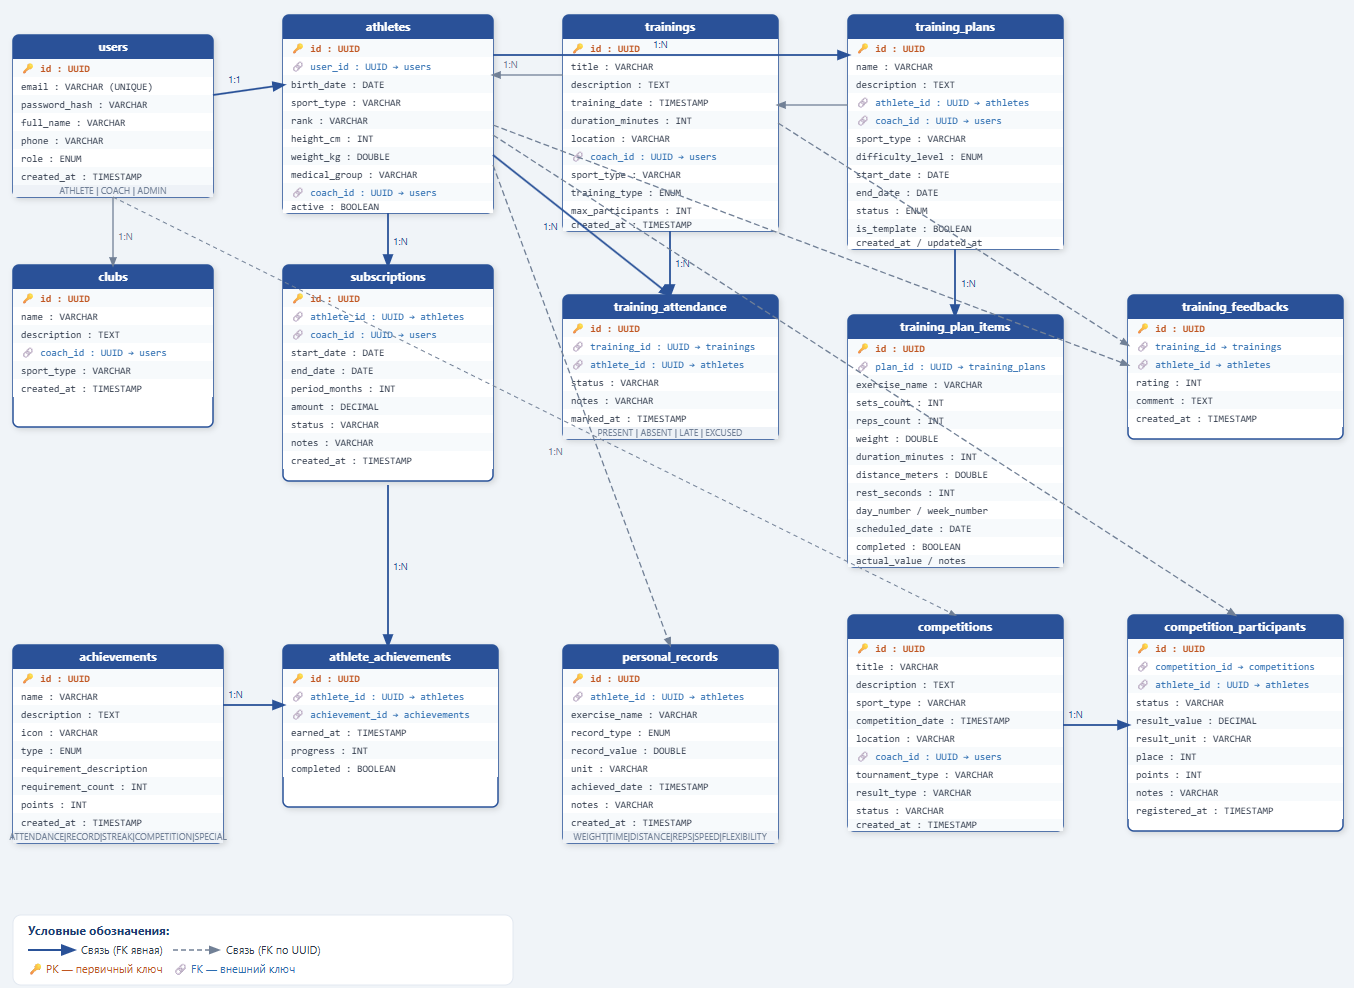 users
id : UUID
email : VARCHAR (UNIQUE)
password_hash : VARCHAR
full_name : VARCHAR
phone : VARCHAR
role : ENUM
created_at : TIMESTAMP
ATHLETE | COACH | ADMIN
1:1
athletes
id : UUID
user_id : UUID → users
birth_date : DATE
sport_type : VARCHAR
rank : VARCHAR
height_cm : INT
weight_kg : DOUBLE
medical_group : VARCHAR
coach_id : UUID → users
active : BOOLEAN
1:N
trainings
id : UUID
1:N
title : VARCHAR
description : TEXT
training_date : TIMESTAMP
duration_minutes : INT
location : VARCHAR
coach_id : UUID → users
sport_type : VARCHAR
training_type : ENUM
max_participants : INT
created_at : TIMESTAMP
training_plans
id : UUID
name : VARCHAR
description : TEXT
athlete_id : UUID → athletes
coach_id : UUID → users
sport_type : VARCHAR
difficulty_level : ENUM
start_date : DATE
end_date : DATE
status : ENUM
is_template : BOOLEAN
created_at / updated_at
1:N
1:N
1:N
1:N
1:N
clubs
id : UUID
name : VARCHAR
description : TEXT
coach_id : UUID → users
sport_type : VARCHAR
created_at : TIMESTAMP
subscriptions
id : UUID
athlete_id : UUID → athletes
coach_id : UUID → users
start_date : DATE
end_date : DATE
period_months : INT
amount : DECIMAL
status : VARCHAR
notes : VARCHAR
created_at : TIMESTAMP
training_attendance
id : UUID
training_id : UUID → trainings
athlete_id : UUID → athletes
status : VARCHAR
notes : VARCHAR
marked_at : TIMESTAMP
PRESENT | ABSENT | LATE | EXCUSED
training_plan_items
id : UUID
plan_id : UUID → training_plans
exercise_name : VARCHAR
sets_count : INT
reps_count : INT
weight : DOUBLE
duration_minutes : INT
distance_meters : DOUBLE
rest_seconds : INT
day_number / week_number
scheduled_date : DATE
completed : BOOLEAN
actual_value / notes
training_feedbacks
id : UUID
training_id → trainings
athlete_id → athletes
rating : INT
comment : TEXT
created_at : TIMESTAMP
1:N
1:N
achievements
id : UUID
name : VARCHAR
description : TEXT
icon : VARCHAR
type : ENUM
requirement_description
requirement_count : INT
points : INT
created_at : TIMESTAMP
ATTENDANCE|RECORD|STREAK|COMPETITION|SPECIAL
1:N
athlete_achievements
id : UUID
athlete_id : UUID → athletes
achievement_id → achievements
earned_at : TIMESTAMP
progress : INT
completed : BOOLEAN
personal_records
id : UUID
athlete_id : UUID → athletes
exercise_name : VARCHAR
record_type : ENUM
record_value : DOUBLE
unit : VARCHAR
achieved_date : TIMESTAMP
notes : VARCHAR
created_at : TIMESTAMP
WEIGHT|TIME|DISTANCE|REPS|SPEED|FLEXIBILITY
competitions
id : UUID
title : VARCHAR
description : TEXT
sport_type : VARCHAR
competition_date : TIMESTAMP
location : VARCHAR
coach_id : UUID → users
tournament_type : VARCHAR
result_type : VARCHAR
status : VARCHAR
created_at : TIMESTAMP
1:N
competition_participants
id : UUID
competition_id → competitions
athlete_id : UUID → athletes
status : VARCHAR
result_value : DECIMAL
result_unit : VARCHAR
place : INT
points : INT
notes : VARCHAR
registered_at : TIMESTAMP
Условные обозначения:
Связь (FK явная)
Связь (FK по UUID)
PK — первичный ключ
FK — внешний ключ